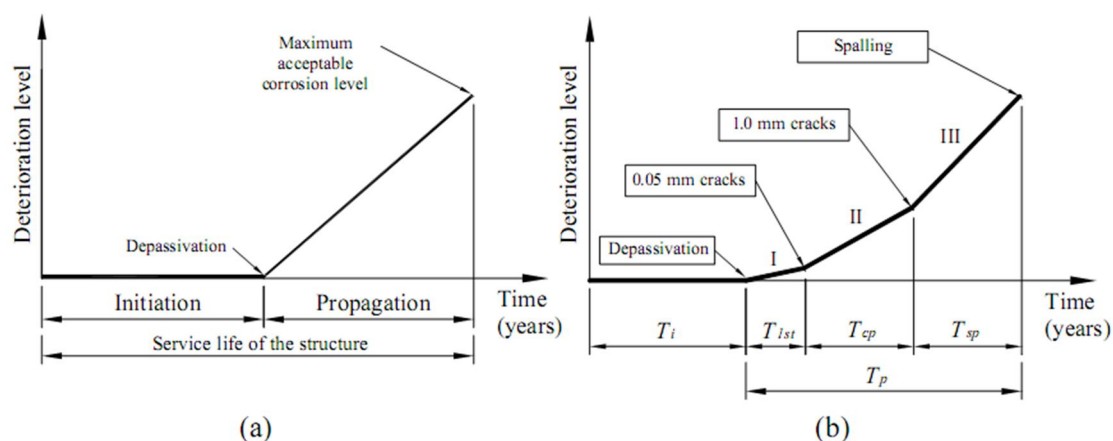 Deterioration level
Maximum
acceptable
corrosion level
Depassivation
Initiation
Propagation
Time
(years)
Service life of the structure
(a)
Deterioration level
Spalling
1.0 mm cracks
0.05 mm cracks
Depassivation
I
II
III
Time
(years)
Ti
T1st
Tcp
Tsp
Tp
(b)